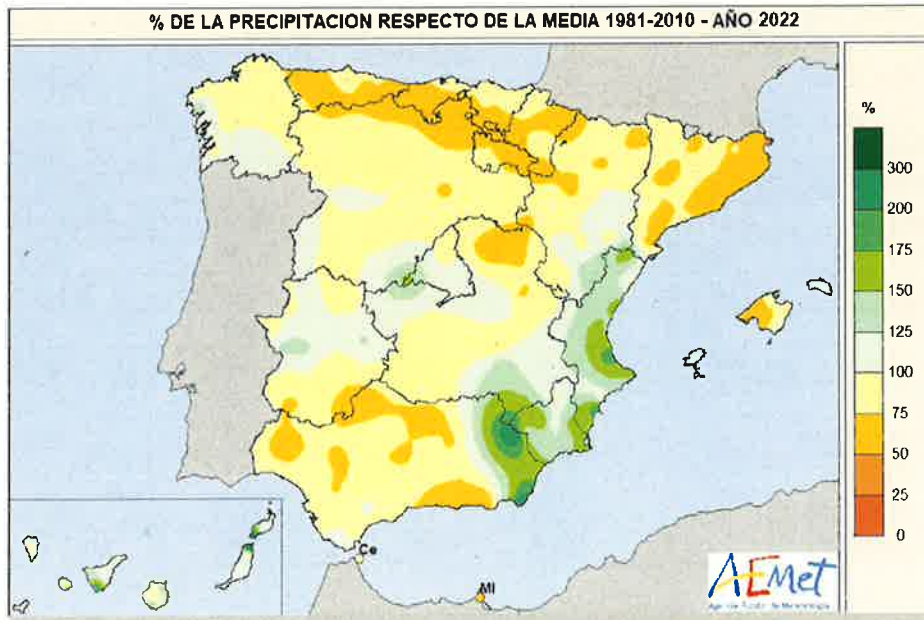 % DE LA PRECIPITACION RESPECTO DE LA MEDIA 1981-2010 - AÑO 2022
%
300
200
175
150
125
100
75
50
25
0
Ce
Ml
AEMet